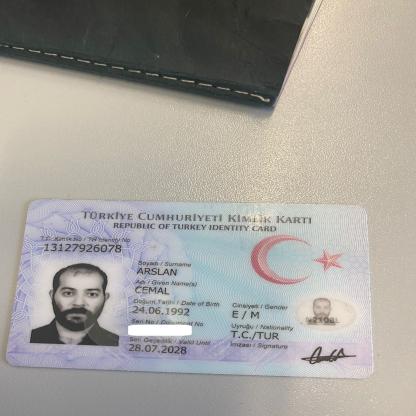 TÜRKİYE CUMHURİYETİ KİMLİK KARTI
REPUBLIC OF TURKEY IDENTITY CARD
T.C. Kimlik No / TR Identity No
13127926078
Soyadı / Surname
ARSLAN
Adı / Given Name(s)
CEMAL
Doğum Tarihi / Date of Birth
24.06.1992
Cinsiyeti / Gender
E / M
Seri No / Document No
Uyruğu / Nationality
T.C./TUR
Son Geçerlilik / Valid Until
28.07.2028
İmzası / Signature